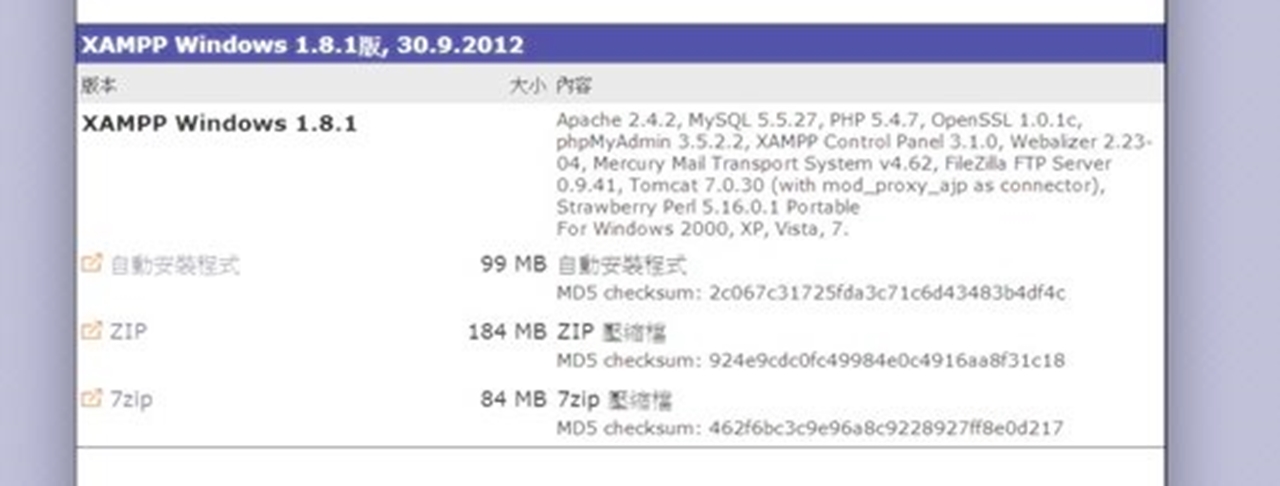 XAMPP Windows 1.8.1版, 30.9.2012
版本 大小 內容
XAMPP Windows 1.8.1 Apache 2.4.2, MySQL 5.5.27, PHP 5.4.7, OpenSSL 1.0.1c,
phpMyAdmin 3.5.2.2, XAMPP Control Panel 3.1.0, Webalizer 2.23-
04, Mercury Mail Transport System v4.62, FileZilla FTP Server
0.9.41, Tomcat 7.0.30 (with mod_proxy_ajp as connector),
Strawberry Perl 5.16.0.1 Portable
For Windows 2000, XP, Vista, 7.
自動安裝程式 99 MB 自動安裝程式
MD5 checksum: 2c067c31725fda3c71c6d43483b4df4c
ZIP 184 MB ZIP 壓縮檔
MD5 checksum: 924e9cdc0fc49984e0c4916aa8f31c18
7zip 84 MB 7zip 壓縮檔
MD5 checksum: 462f6bc3c9e96a8c9228927ff8e0d217